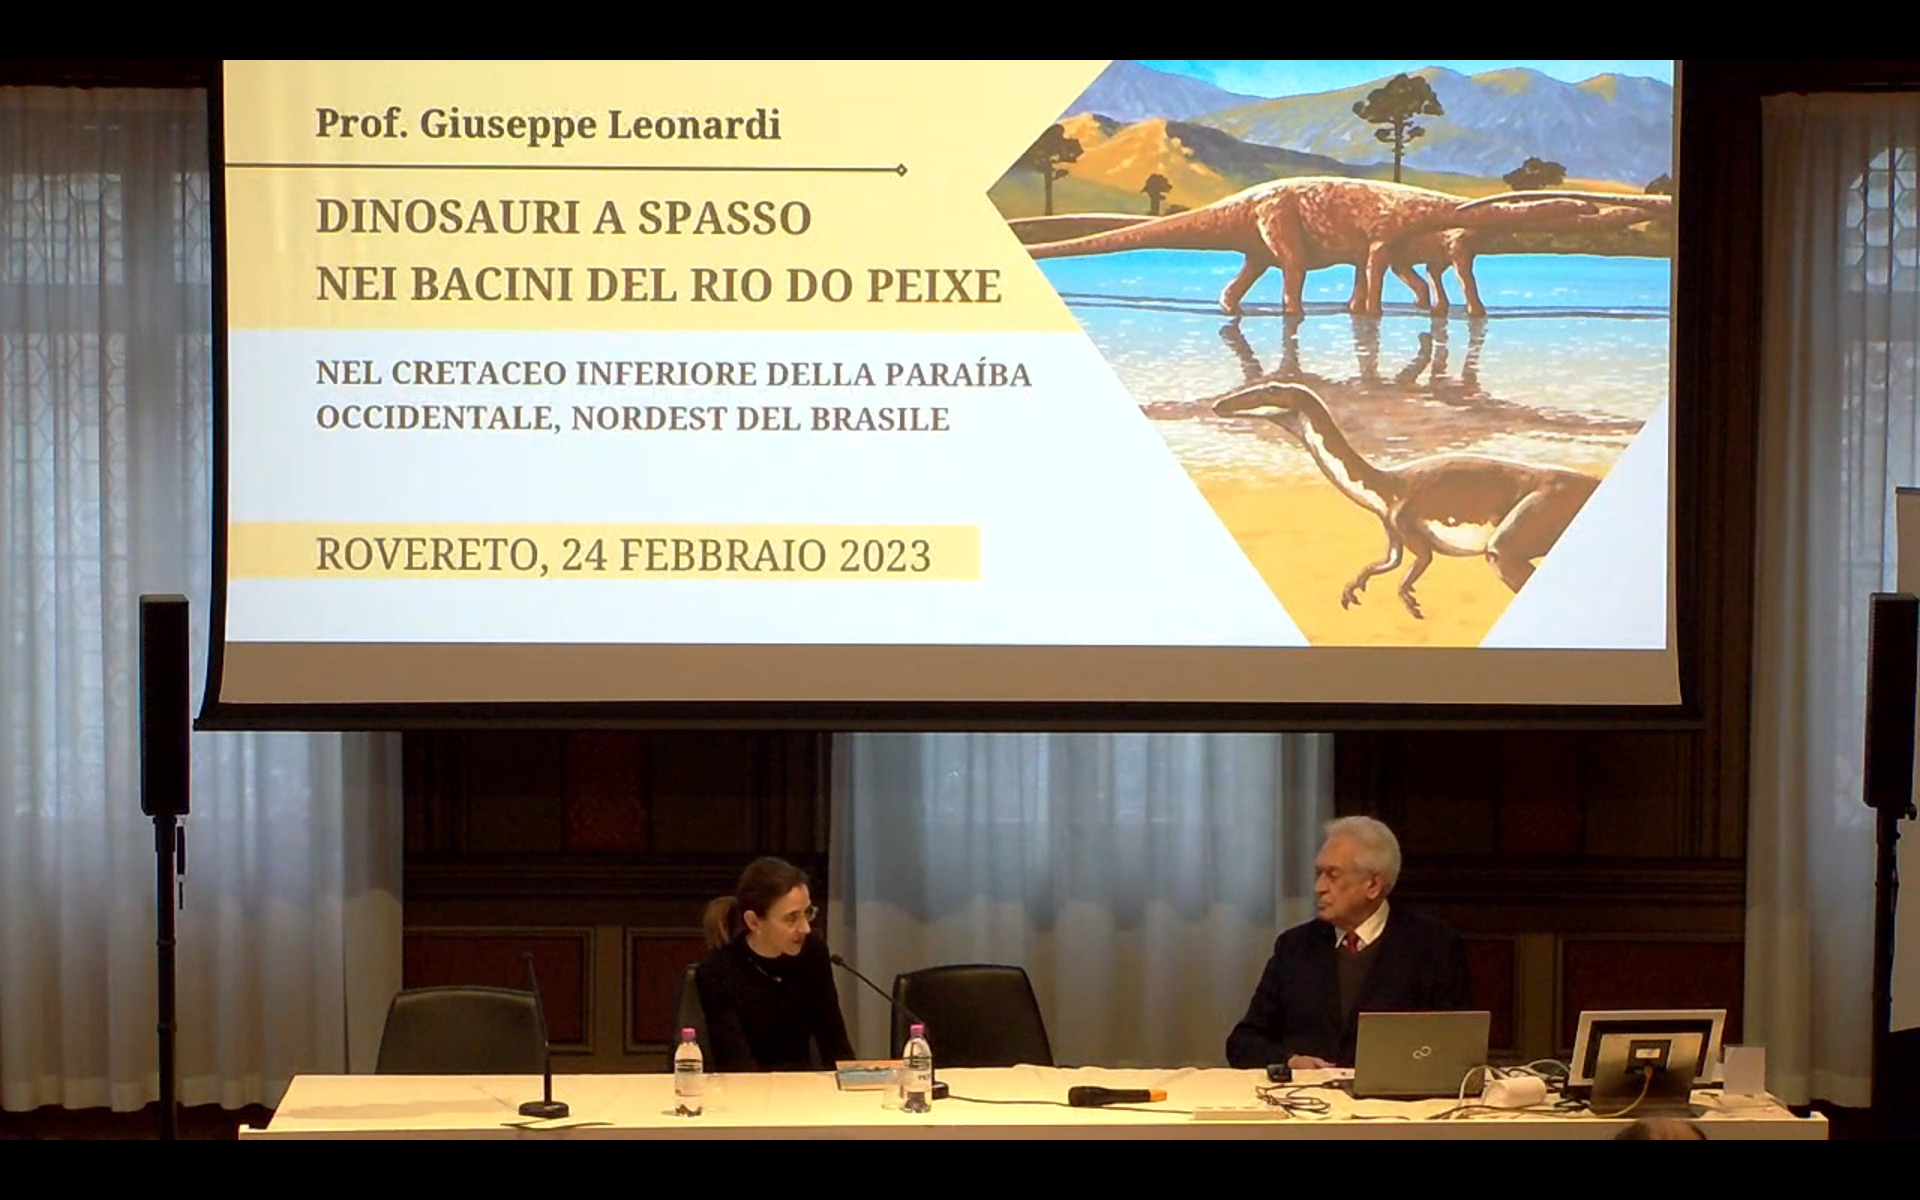 Prof. Giuseppe Leonardi
DINOSAURI A SPASSO
NEI BACINI DEL RIO DO PEIXE
NEL CRETACEO INFERIORE DELLA PARAÍBA
OCCIDENTALE, NORDEST DEL BRASILE
ROVERETO, 24 FEBBRAIO 2023